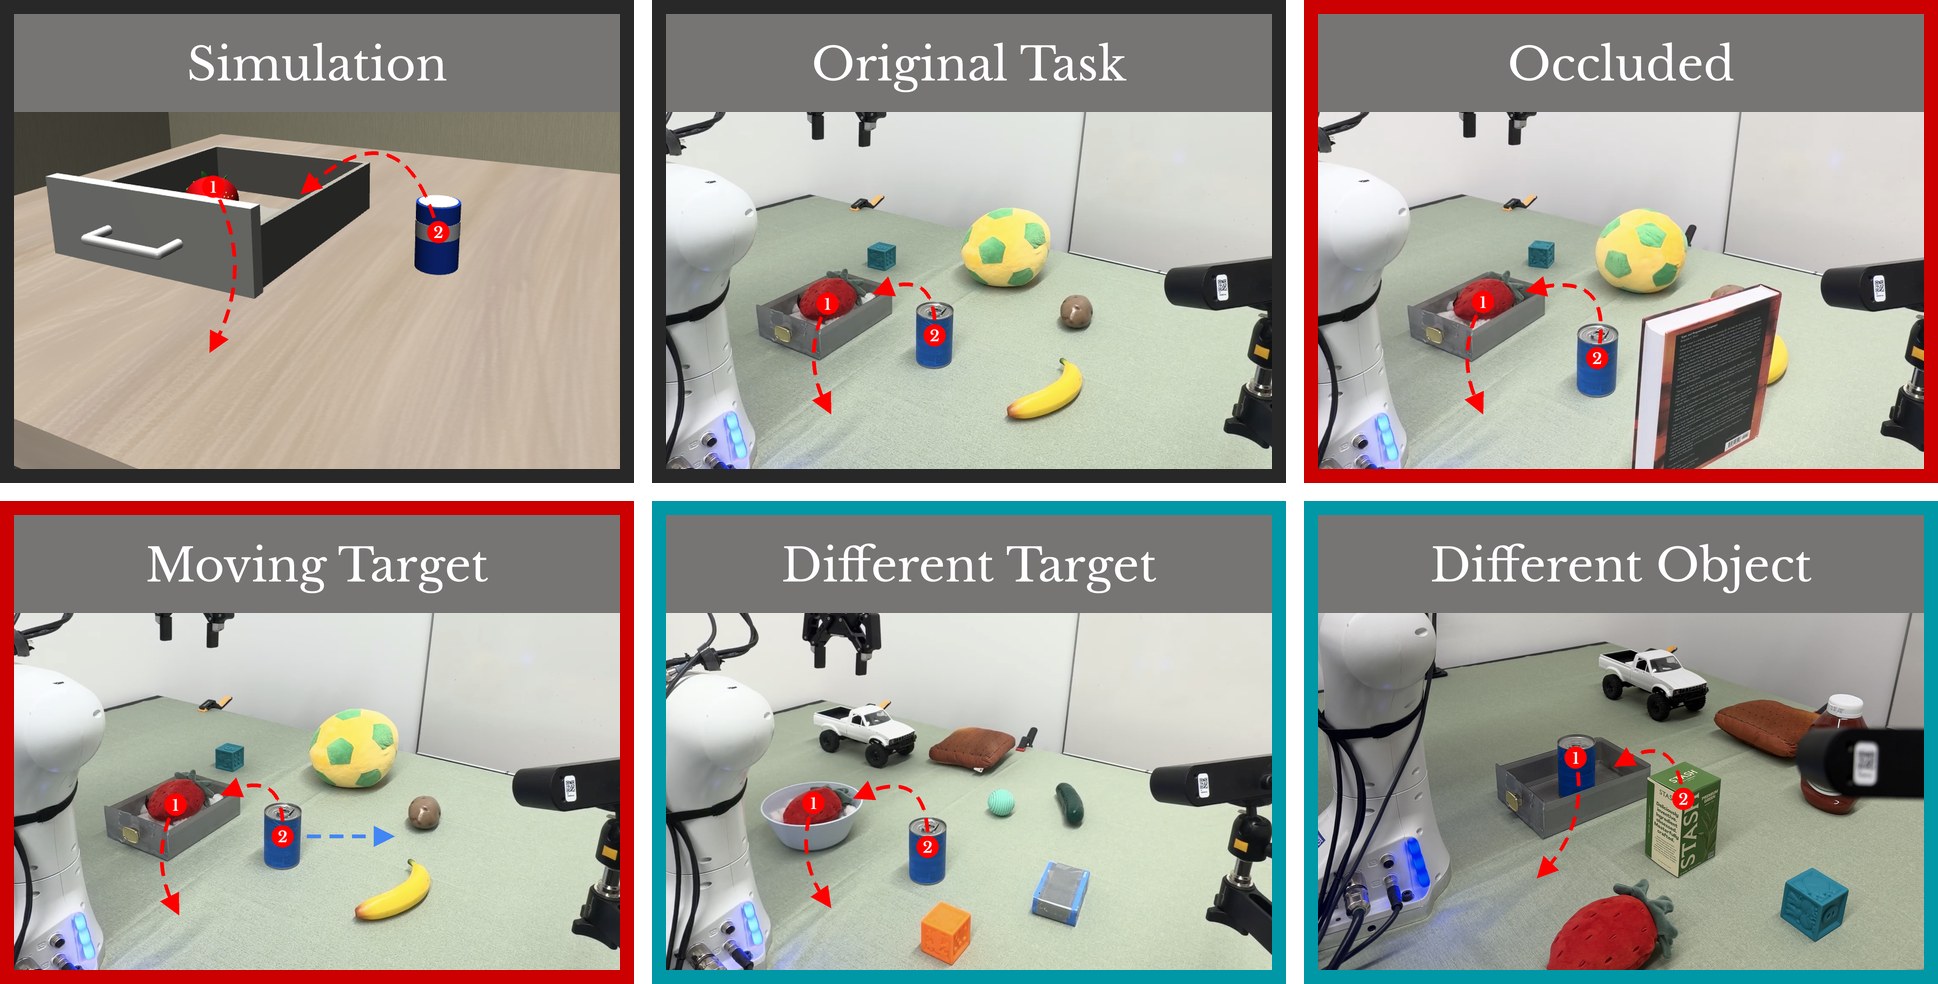 Simulation
Original Task
Occluded
1
2
1
2
1
2
Moving Target
Different Target
Different Object
1
2
1
2
1
2
STASH
STASH